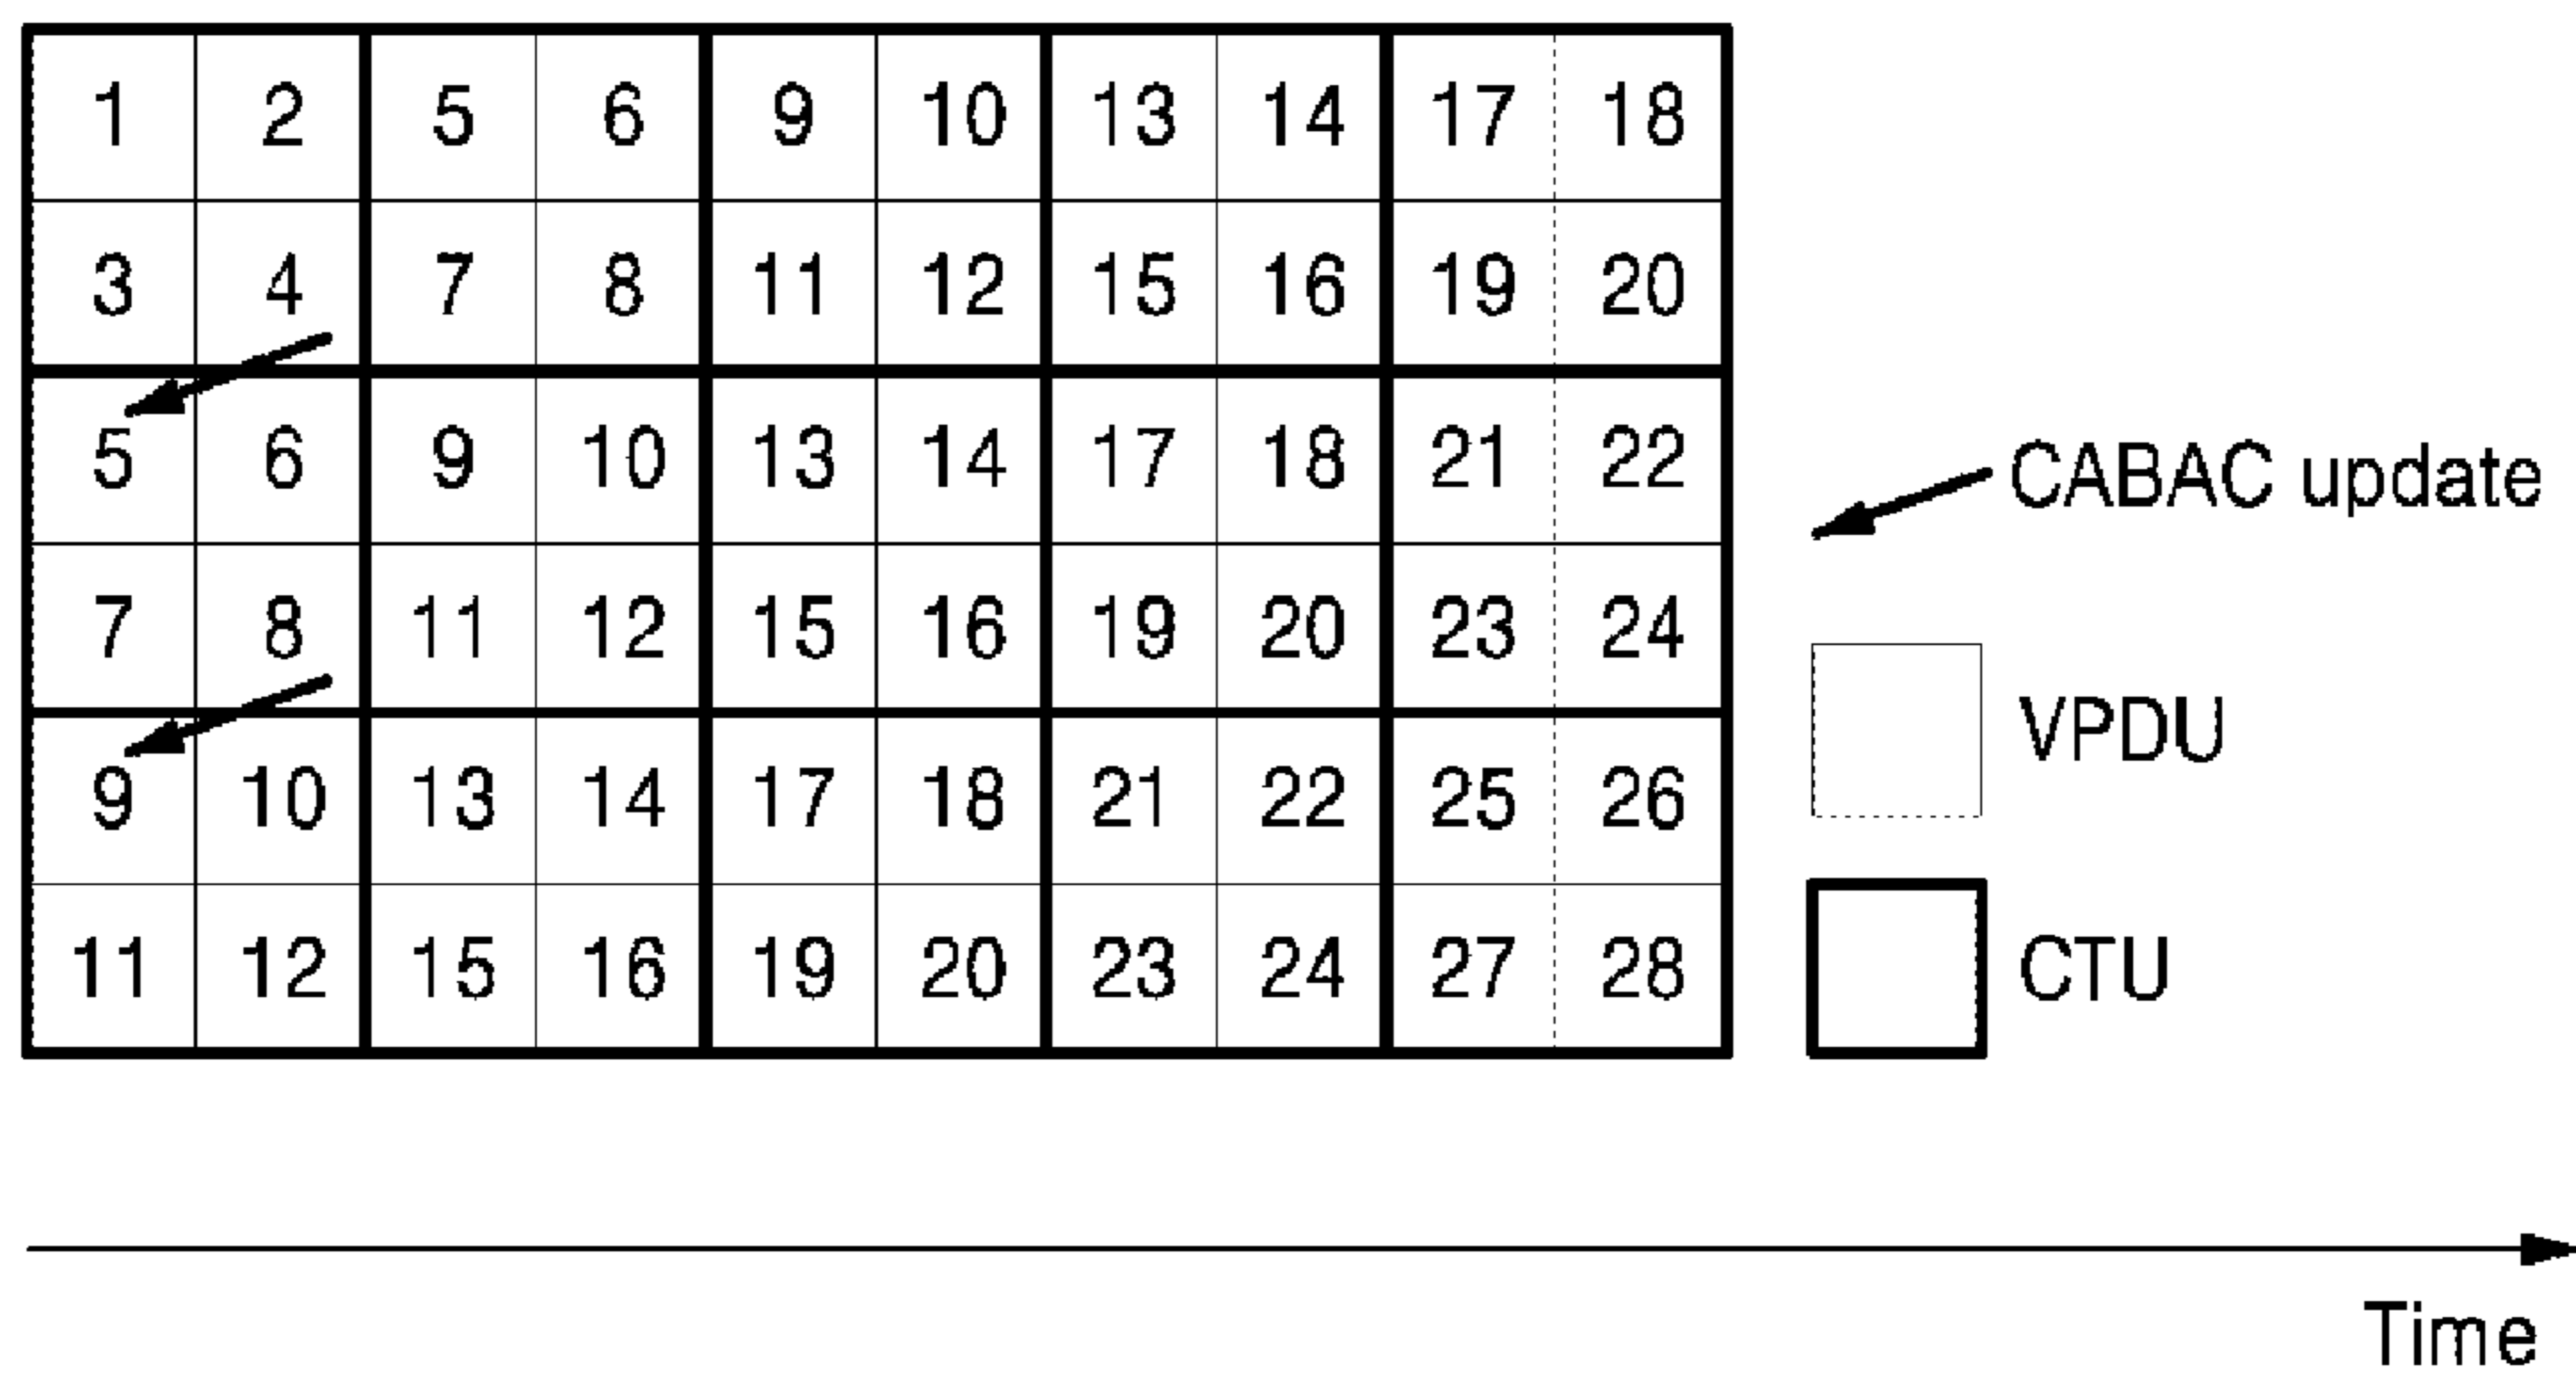 1 2 5 6 9 10 13 14 17 18
3 4 7 8 11 12 15 16 19 20
5 6 9 10 13 14 17 18 21 22
CABAC update
7 8 11 12 15 16 19 20 23 24
VPDU
9 10 13 14 17 18 21 22 25 26
11 12 15 16 19 20 23 24 27 28
CTU
Time